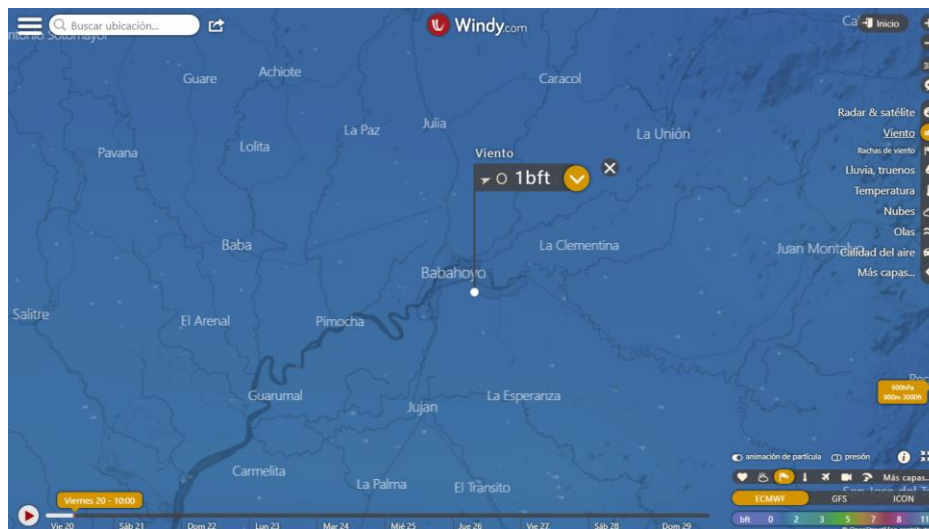 Buscar ubicación...
Windy.com
Inicio
Guare
Achiote
Caracol
La Paz
Julia
La Unión
Radar & satélite
Viento
Rachas de viento
Lluvia, truenos
Temperatura
Nubes
Olas
Calidad del aire
Más capas...
Pavana
Lolita
Viento
O 1bft
Baba
La Clementina
Juan Montalvo
Babahoyo
Salitre
El Arenal
Pimocha
900hPa
900m 3000ft
Guarumal
La Esperanza
Jujan
animación de partícula
presión
Carmelita
La Palma
El Transito
Más capas...
Viernes 20 - 10:00
ECMWF GFS ICON
Vie 20 Sáb 21 Dom 22 Lun 23 Mar 24 Mié 25 Jue 26 Vie 27 Sáb 28 Dom 29
bft 0 2 3 5 7 8 11